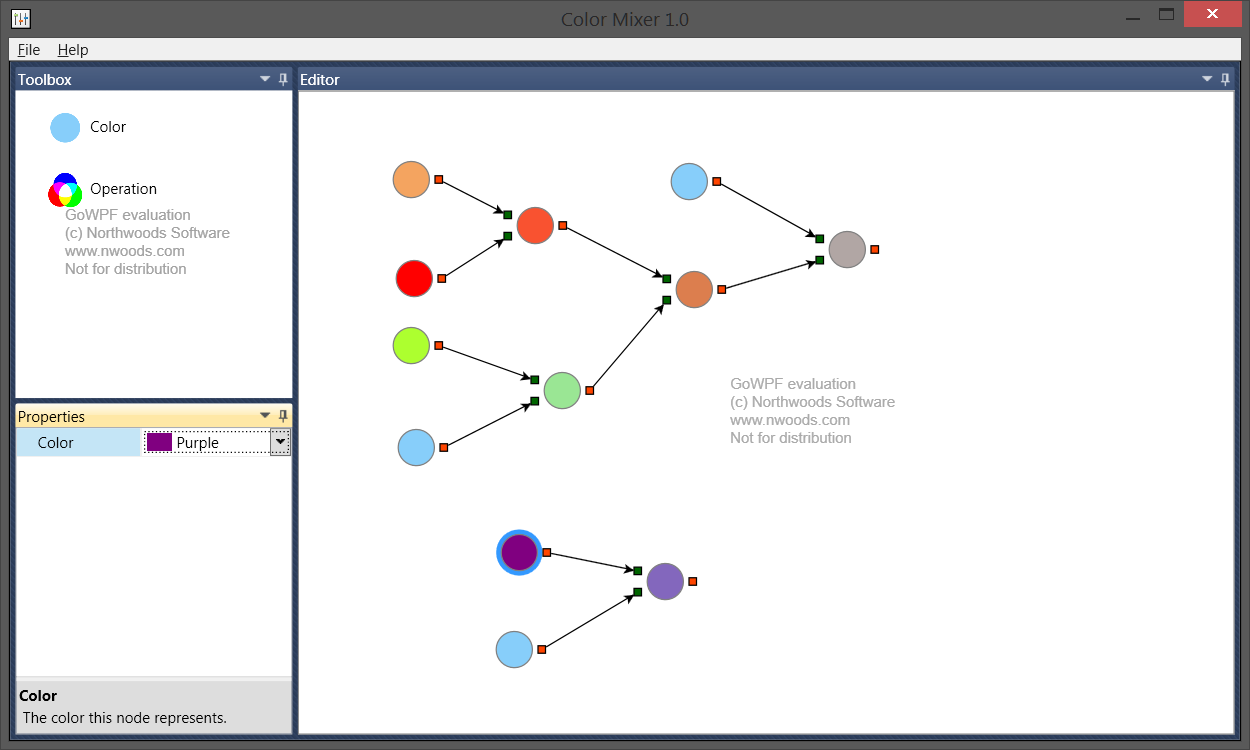 Color Mixer 1.0
File Help
Toolbox
Color
Operation
GoWPF evaluation
(c) Northwoods Software
www.nwoods.com
Not for distribution
Properties
Color Purple
Color
The color this node represents.
Editor
GoWPF evaluation
(c) Northwoods Software
www.nwoods.com
Not for distribution